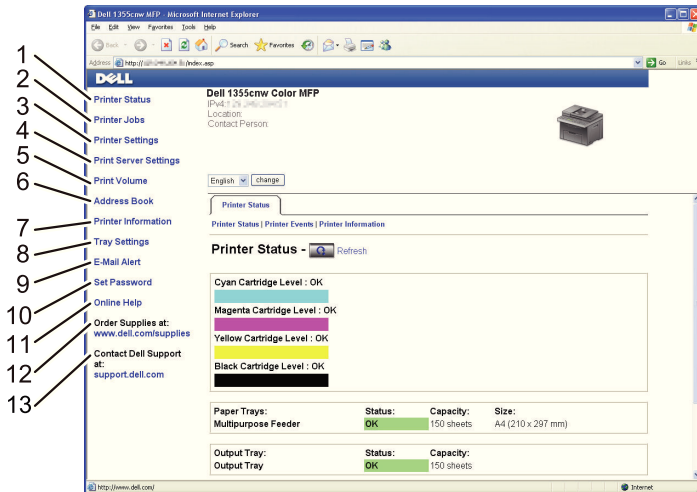 Dell 1355cnw MFP - Microsoft Internet Explorer
File Edit View Favorites Tools Help
Back Search Favorites
Address http:// /index.asp Go Links
DELL
1 Printer Status
2 Printer Jobs
3 Printer Settings
4 Print Server Settings
5 Print Volume
6 Address Book
7 Printer Information
8 Tray Settings
9 E-Mail Alert
10 Set Password
11 Online Help
12 Order Supplies at:
www.dell.com/supplies
13 Contact Dell Support
at:
support.dell.com
Dell 1355cnw Color MFP
IPv4:
Location:
Contact Person:
English change
Printer Status
Printer Status | Printer Events | Printer Information
Printer Status - Refresh
Cyan Cartridge Level : OK
Magenta Cartridge Level : OK
Yellow Cartridge Level : OK
Black Cartridge Level : OK
Paper Trays: Status: Capacity: Size:
Multipurpose Feeder OK 150 sheets A4 (210 x 297 mm)
Output Tray: Status: Capacity:
Output Tray OK 150 sheets
http://www.dell.com/ Internet